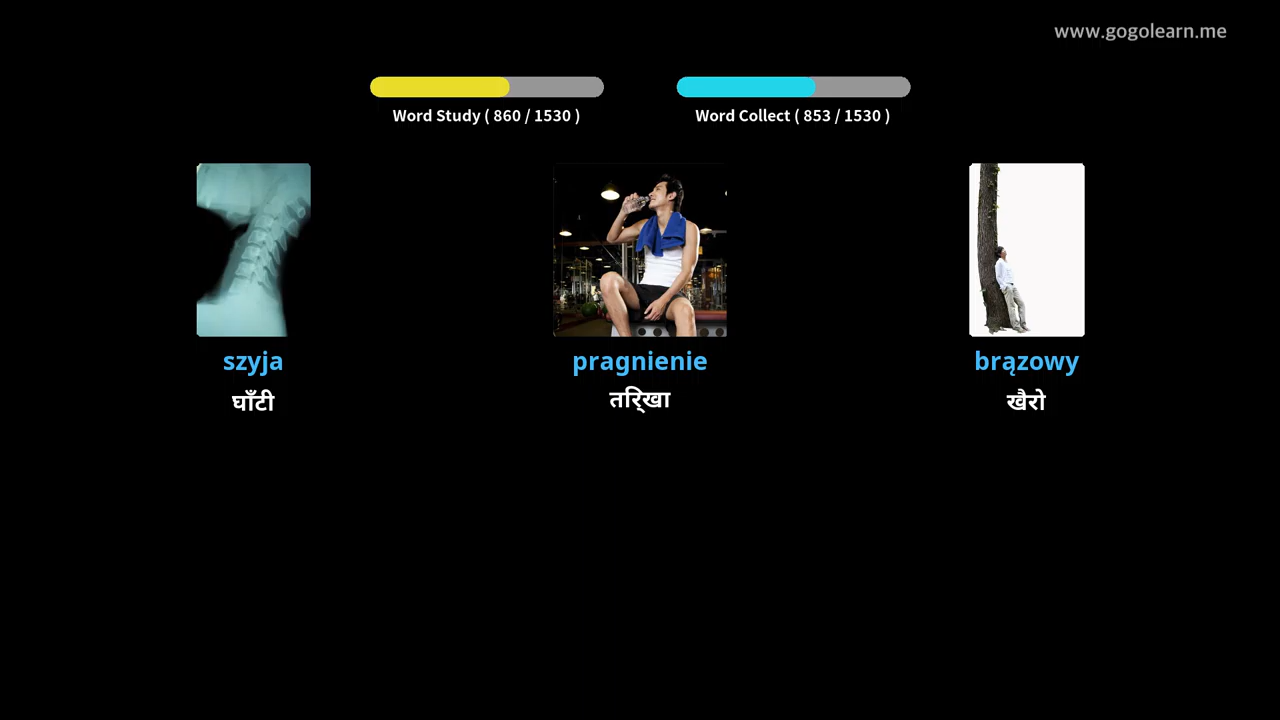 www.gogolearn.me
Word Study ( 860 / 1530 )
Word Collect ( 853 / 1530 )
szyja
घाँटी
pragnienie
तिर्खा
brązowy
खैरो